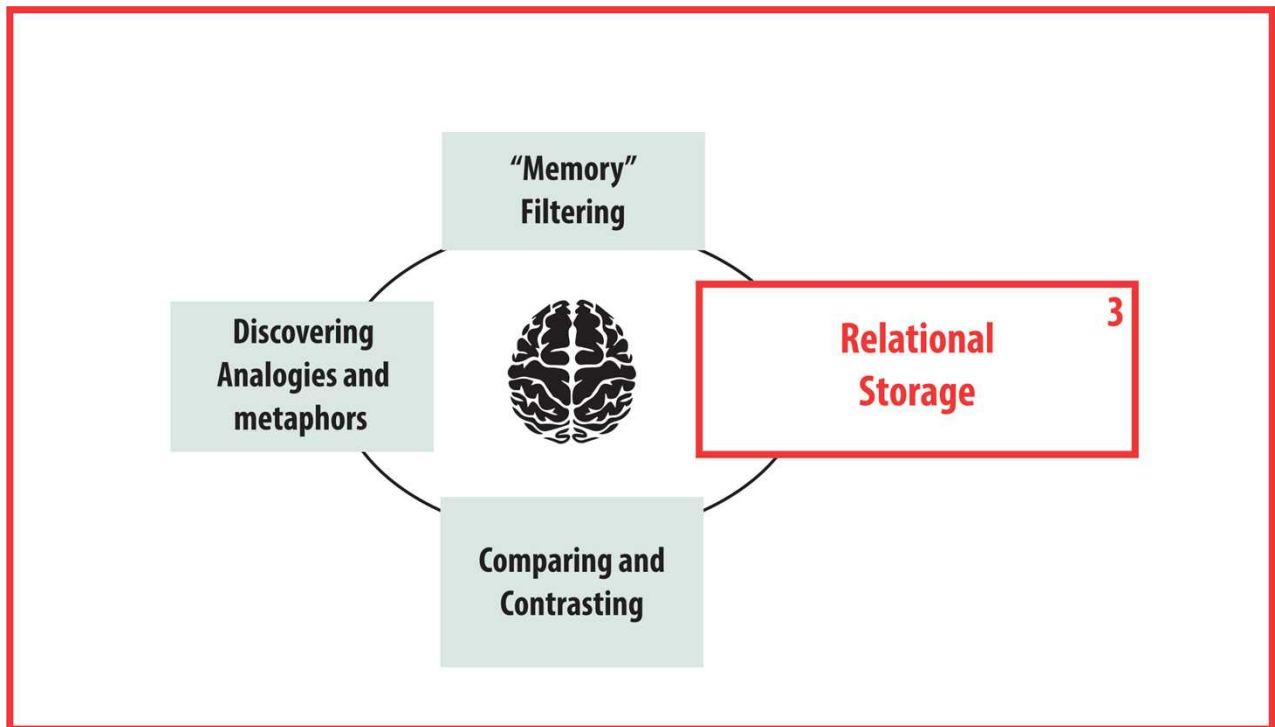 “Memory”
Filtering
Discovering
Analogies and
metaphors
3
Relational
Storage
Comparing and
Contrasting